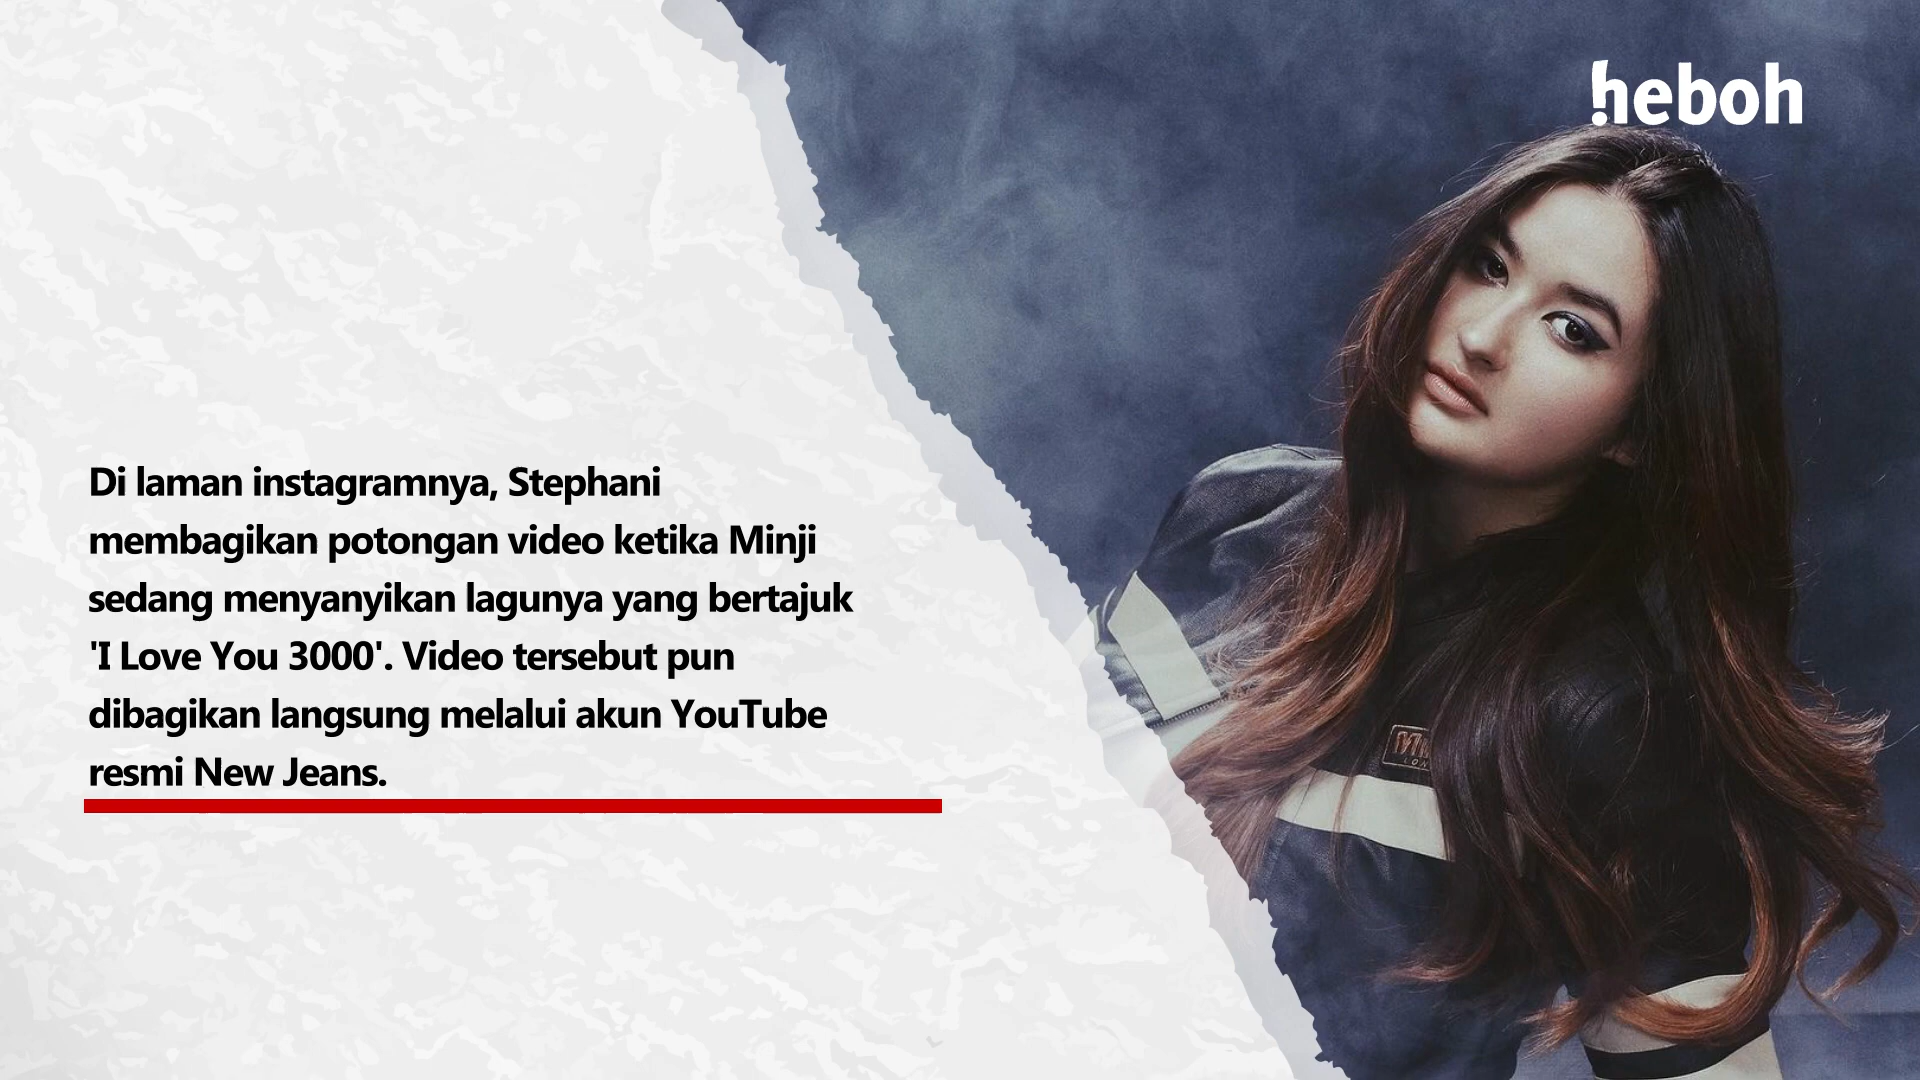 heboh
Di laman instagramnya, Stephani
membagikan potongan video ketika Minji
sedang menyanyikan lagunya yang bertajuk
'I Love You 3000'. Video tersebut pun
dibagikan langsung melalui akun YouTube
resmi New Jeans.